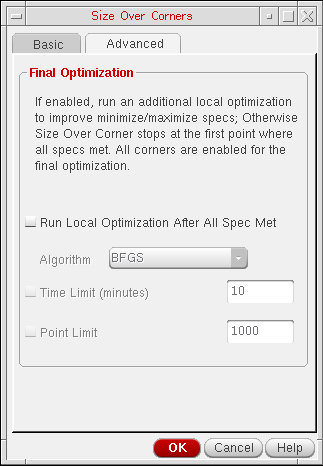 Size Over Corners
Basic
Advanced
Final Optimization
If enabled, run an additional local optimization
to improve minimize/maximize specs; Otherwise
Size Over Corner stops at the first point where
all specs met. All corners are enabled for the
final optimization.
Run Local Optimization After All Spec Met
Algorithm BFGS
Time Limit (minutes) 10
Point Limit 1000
OK Cancel Help